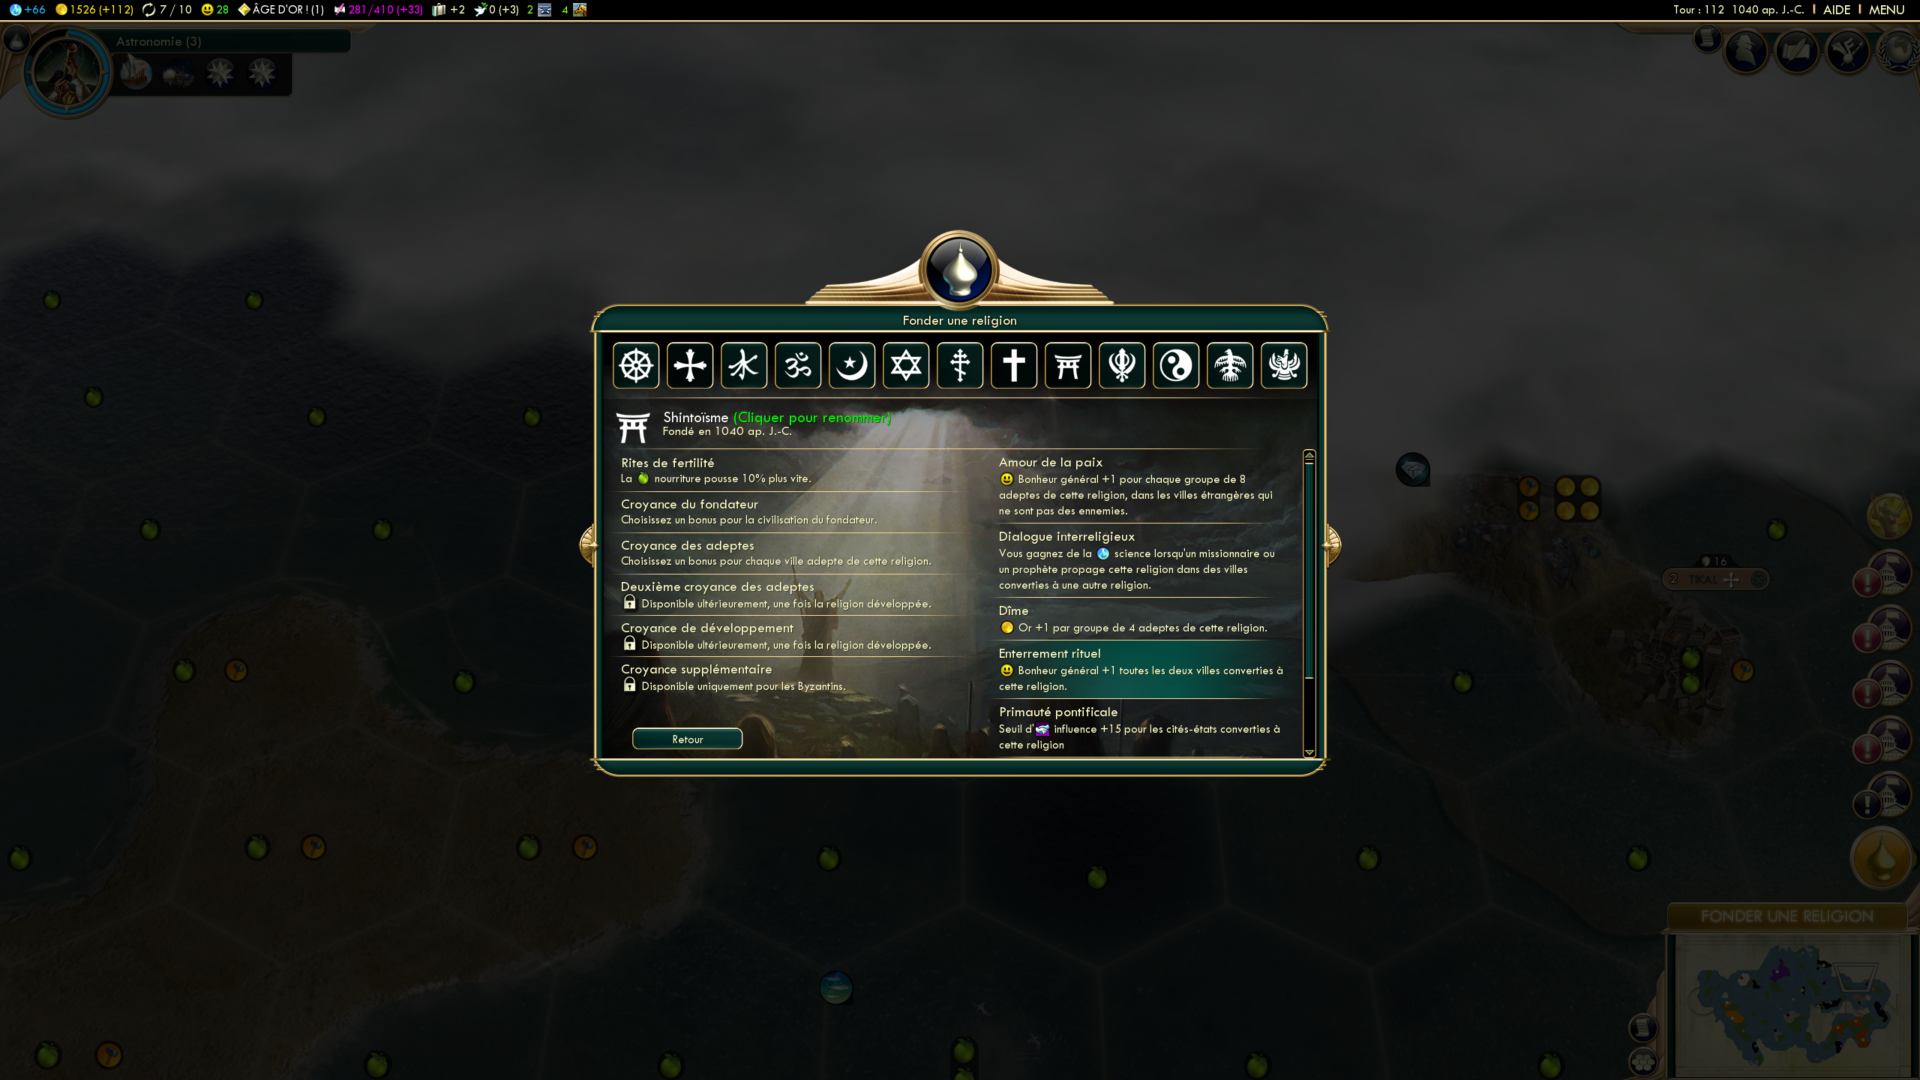 +66 1526 (+112) 7 / 10 28 ÂGE D'OR ! (1) 281/410 (+33) +2 0 (+3) 2 4
Tour : 112 1040 ap. J.-C. | AIDE | MENU
Astronomie (3)
Fonder une religion
Shintoïsme (Cliquer pour renommer)
Fondé en 1040 ap. J.-C.
Rites de fertilité
La nourriture pousse 10% plus vite.
Croyance du fondateur
Choisissez un bonus pour la civilisation du fondateur.
Croyance des adeptes
Choisissez un bonus pour chaque ville adepte de cette religion.
Deuxième croyance des adeptes
Disponible ultérieurement, une fois la religion développée.
Croyance de développement
Disponible ultérieurement, une fois la religion développée.
Croyance supplémentaire
Disponible uniquement pour les Byzantins.
Retour
Amour de la paix
Bonheur général +1 pour chaque groupe de 8
adeptes de cette religion, dans les villes étrangères qui
ne sont pas des ennemies.
Dialogue interreligieux
Vous gagnez de la science lorsqu'un missionnaire ou
un prophète propage cette religion dans des villes
converties à une autre religion.
Dîme
Or +1 par groupe de 4 adeptes de cette religion.
Enterrement rituel
Bonheur général +1 toutes les deux villes converties à
cette religion.
Primauté pontificale
Seuil d' influence +15 pour les cités-états converties à
cette religion
16
2 TIKAL
FONDER UNE RELIGION